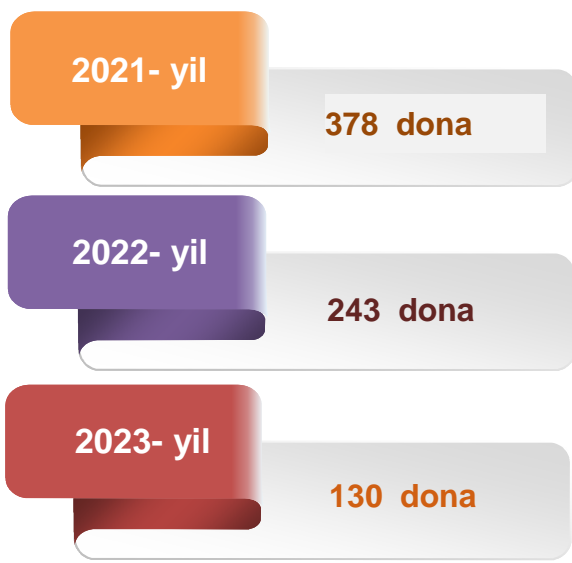 2021- yil
378 dona
2022- yil
243 dona
2023- yil
130 dona